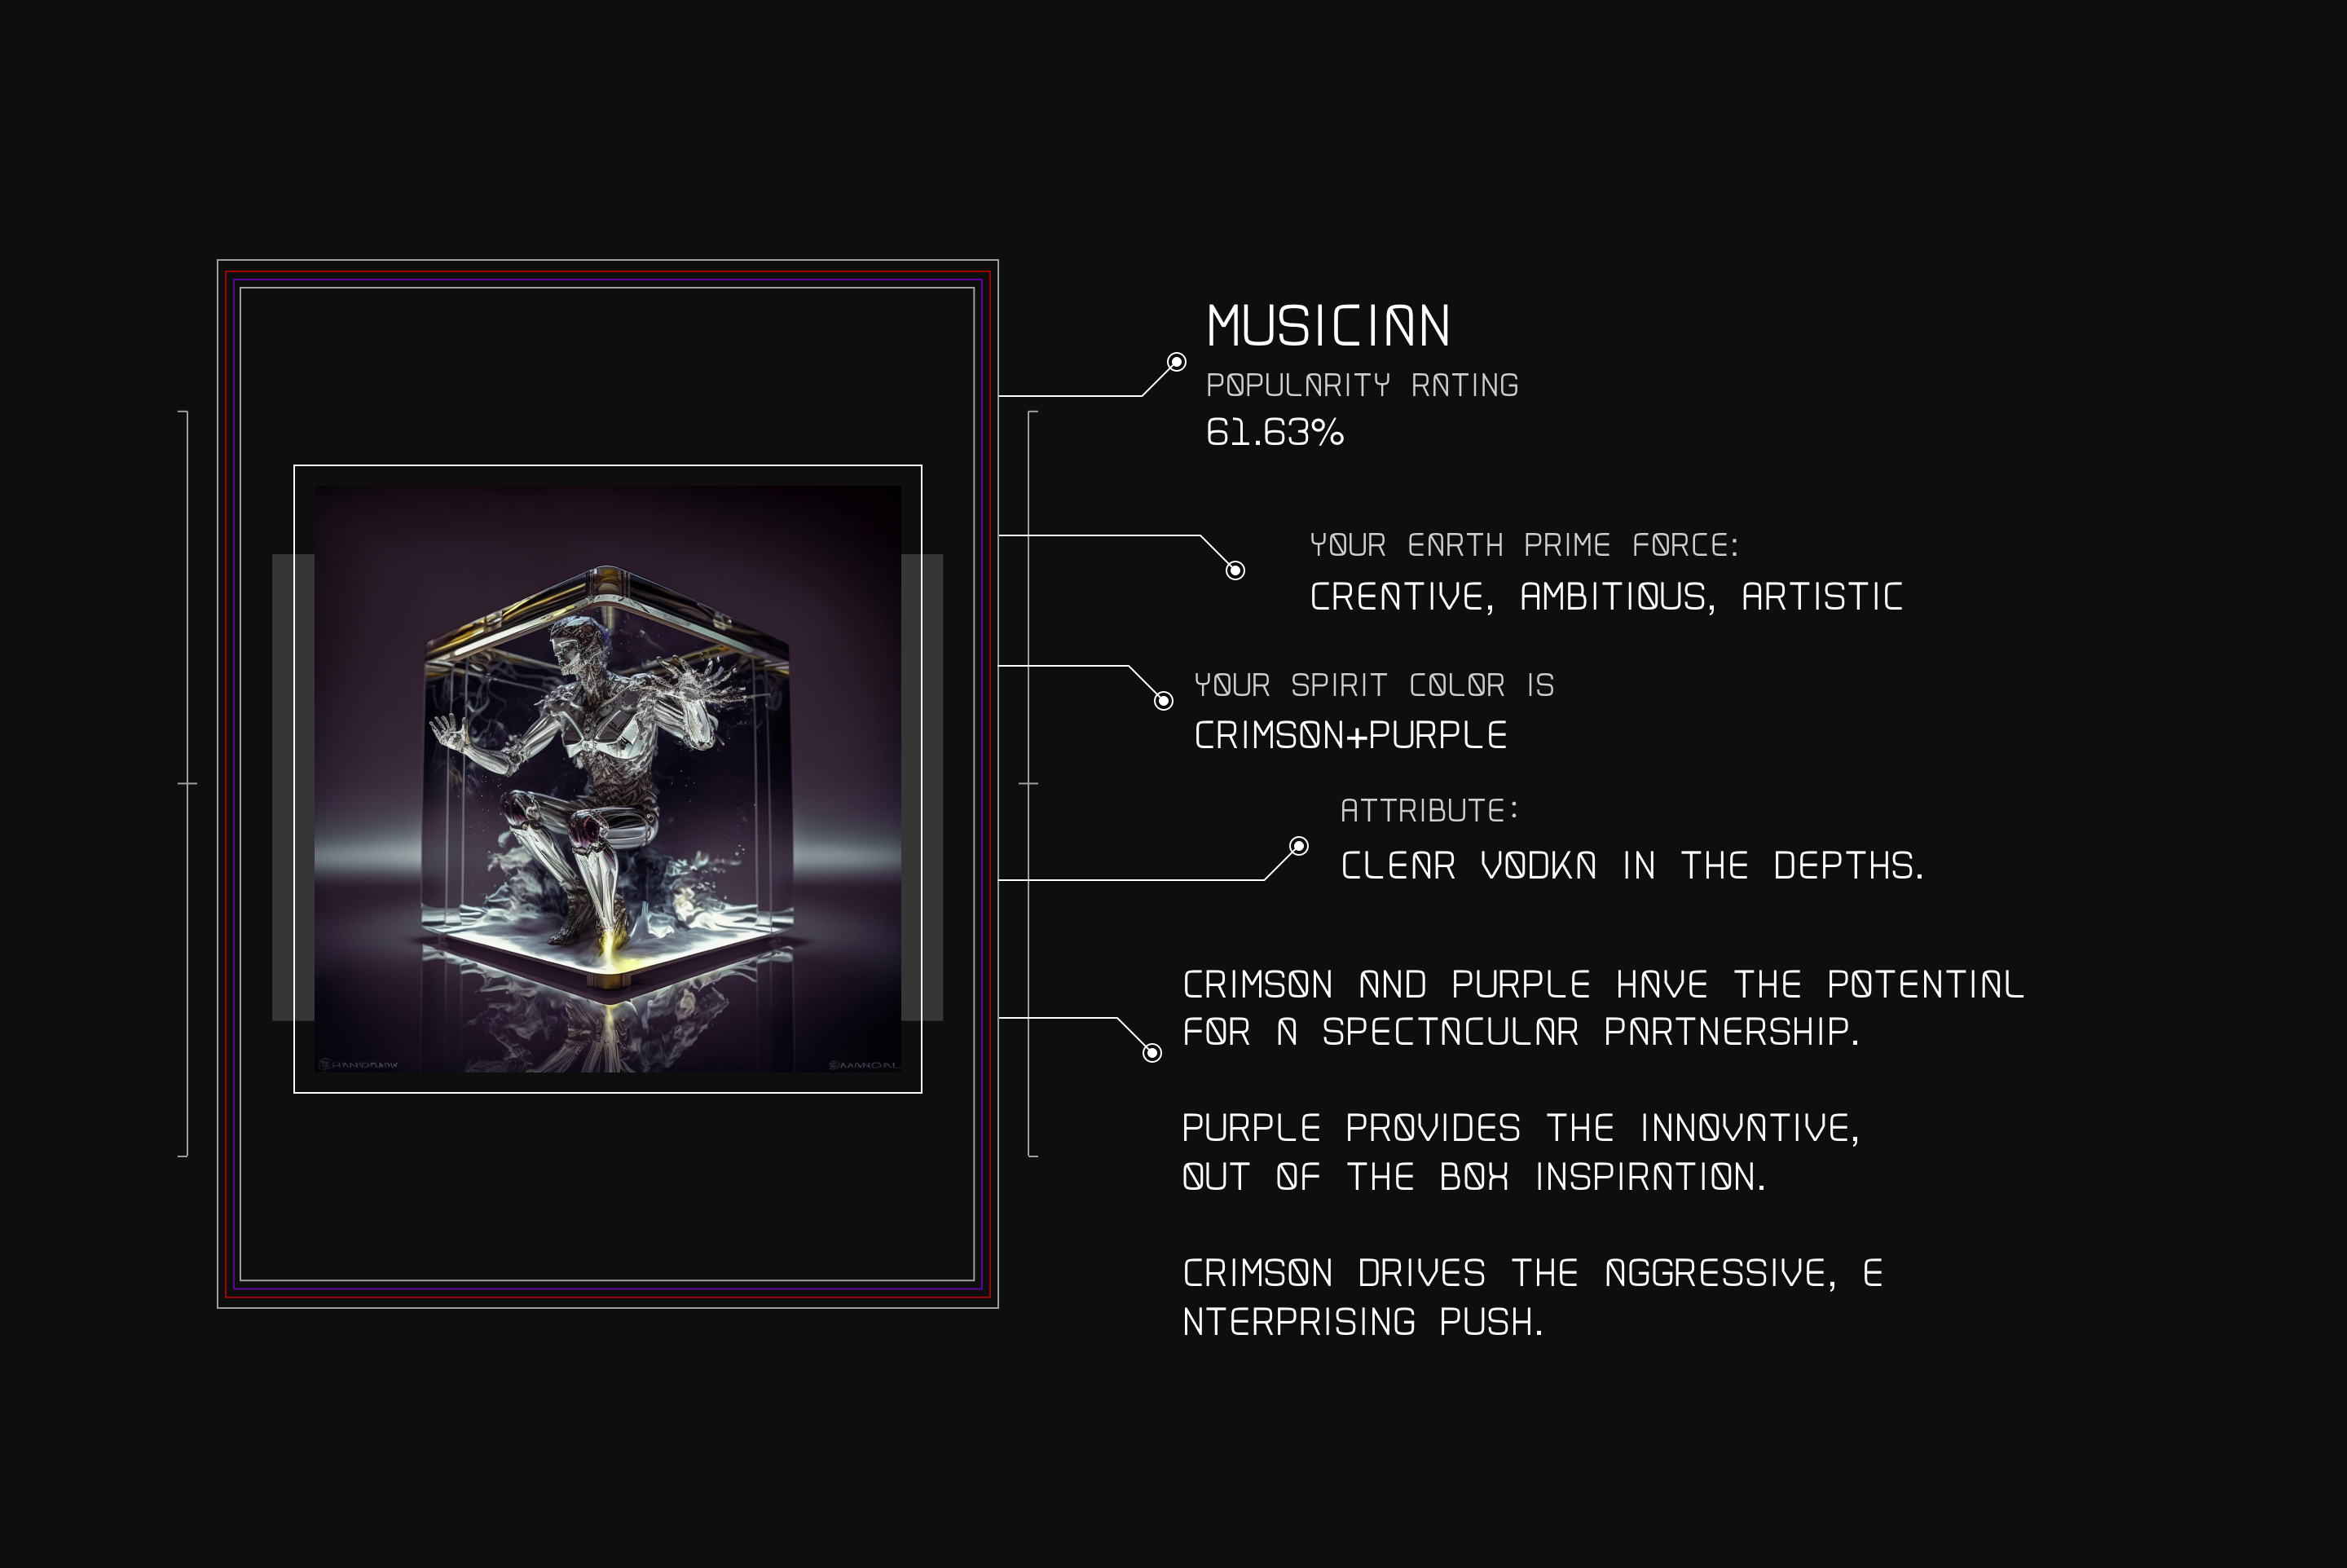 MUSICIAN
POPULARITY RATING
61.63%
YOUR EARTH PRIME FORCE:
CREATIVE, AMBITIOUS, ARTISTIC
YOUR SPIRIT COLOR IS
CRIMSON+PURPLE
ATTRIBUTE:
CLEAR VODKA IN THE DEPTHS.
CRIMSON AND PURPLE HAVE THE POTENTIAL
FOR A SPECTACULAR PARTNERSHIP.
PURPLE PROVIDES THE INNOVATIVE,
OUT OF THE BOX INSPIRATION.
CRIMSON DRIVES THE AGGRESSIVE, E
NTERPRISING PUSH.